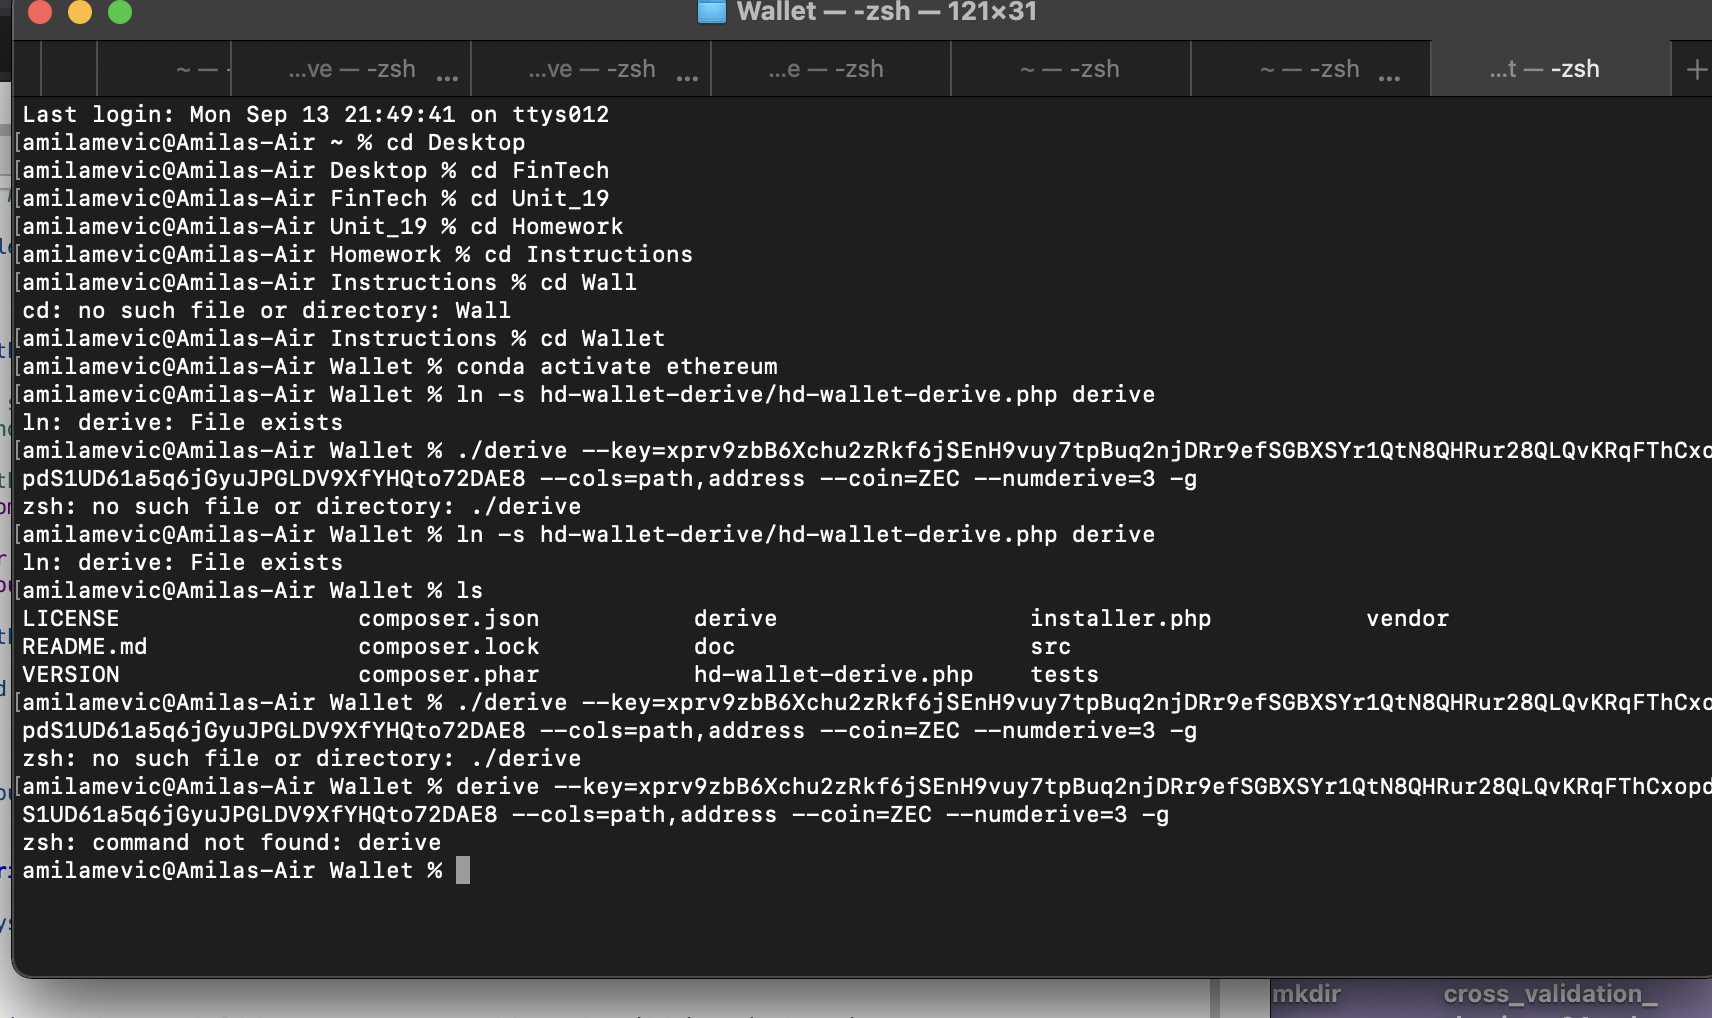 Wallet — -zsh — 121×31
~ — - ...ve — -zsh ... ...ve — -zsh ... ...e — -zsh ~ — -zsh ~ — -zsh ... ...t — -zsh +
Last login: Mon Sep 13 21:49:41 on ttys012
[amilamevic@Amilas-Air ~ % cd Desktop
[amilamevic@Amilas-Air Desktop % cd FinTech
[amilamevic@Amilas-Air FinTech % cd Unit_19
[amilamevic@Amilas-Air Unit_19 % cd Homework
[amilamevic@Amilas-Air Homework % cd Instructions
[amilamevic@Amilas-Air Instructions % cd Wall
cd: no such file or directory: Wall
[amilamevic@Amilas-Air Instructions % cd Wallet
[amilamevic@Amilas-Air Wallet % conda activate ethereum
[amilamevic@Amilas-Air Wallet % ln -s hd-wallet-derive/hd-wallet-derive.php derive
ln: derive: File exists
[amilamevic@Amilas-Air Wallet % ./derive --key=xprv9zbB6Xchu2zRkf6jSEnH9vuy7tpBuq2njDRr9efSGBXSYr1QtN8QHRur28QLQvKRqFThCxo
pdS1UD61a5q6jGyuJPGLDV9XfYHQto72DAE8 --cols=path,address --coin=ZEC --numderive=3 -g
zsh: no such file or directory: ./derive
[amilamevic@Amilas-Air Wallet % ln -s hd-wallet-derive/hd-wallet-derive.php derive
ln: derive: File exists
[amilamevic@Amilas-Air Wallet % ls
LICENSE composer.json derive installer.php vendor
README.md composer.lock doc src
VERSION composer.phar hd-wallet-derive.php tests
[amilamevic@Amilas-Air Wallet % ./derive --key=xprv9zbB6Xchu2zRkf6jSEnH9vuy7tpBuq2njDRr9efSGBXSYr1QtN8QHRur28QLQvKRqFThCxo
pdS1UD61a5q6jGyuJPGLDV9XfYHQto72DAE8 --cols=path,address --coin=ZEC --numderive=3 -g
zsh: no such file or directory: ./derive
[amilamevic@Amilas-Air Wallet % derive --key=xprv9zbB6Xchu2zRkf6jSEnH9vuy7tpBuq2njDRr9efSGBXSYr1QtN8QHRur28QLQvKRqFThCxopd
S1UD61a5q6jGyuJPGLDV9XfYHQto72DAE8 --cols=path,address --coin=ZEC --numderive=3 -g
zsh: command not found: derive
amilamevic@Amilas-Air Wallet %
mkdir cross_validation_